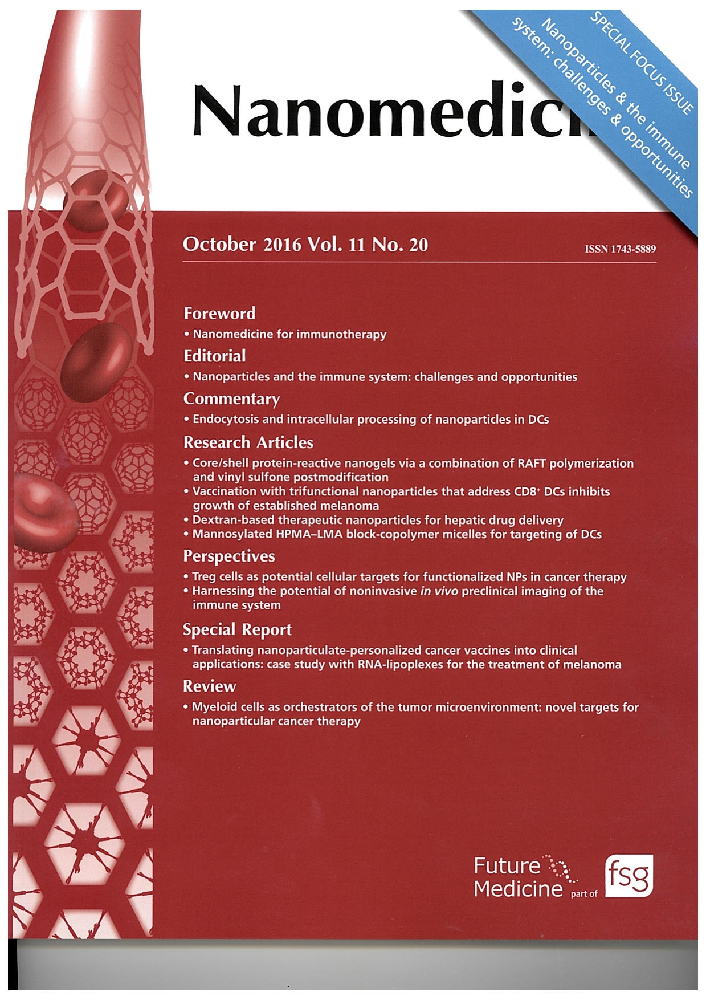 SPECIAL FOCUS ISSUE
Nanoparticles & the immune
system: challenges & opportunities
Nanomedici
October 2016 Vol. 11 No. 20
ISSN 1743-5889
Foreword
• Nanomedicine for immunotherapy
Editorial
• Nanoparticles and the immune system: challenges and opportunities
Commentary
• Endocytosis and intracellular processing of nanoparticles in DCs
Research Articles
• Core/shell protein-reactive nanogels via a combination of RAFT polymerization
and vinyl sulfone postmodification
• Vaccination with trifunctional nanoparticles that address CD8⁺ DCs inhibits
growth of established melanoma
• Dextran-based therapeutic nanoparticles for hepatic drug delivery
• Mannosylated HPMA–LMA block-copolymer micelles for targeting of DCs
Perspectives
• Treg cells as potential cellular targets for functionalized NPs in cancer therapy
• Harnessing the potential of noninvasive in vivo preclinical imaging of the
immune system
Special Report
• Translating nanoparticulate-personalized cancer vaccines into clinical
applications: case study with RNA-lipoplexes for the treatment of melanoma
Review
• Myeloid cells as orchestrators of the tumor microenvironment: novel targets for
nanoparticular cancer therapy
Future
Medicine part of
fsg